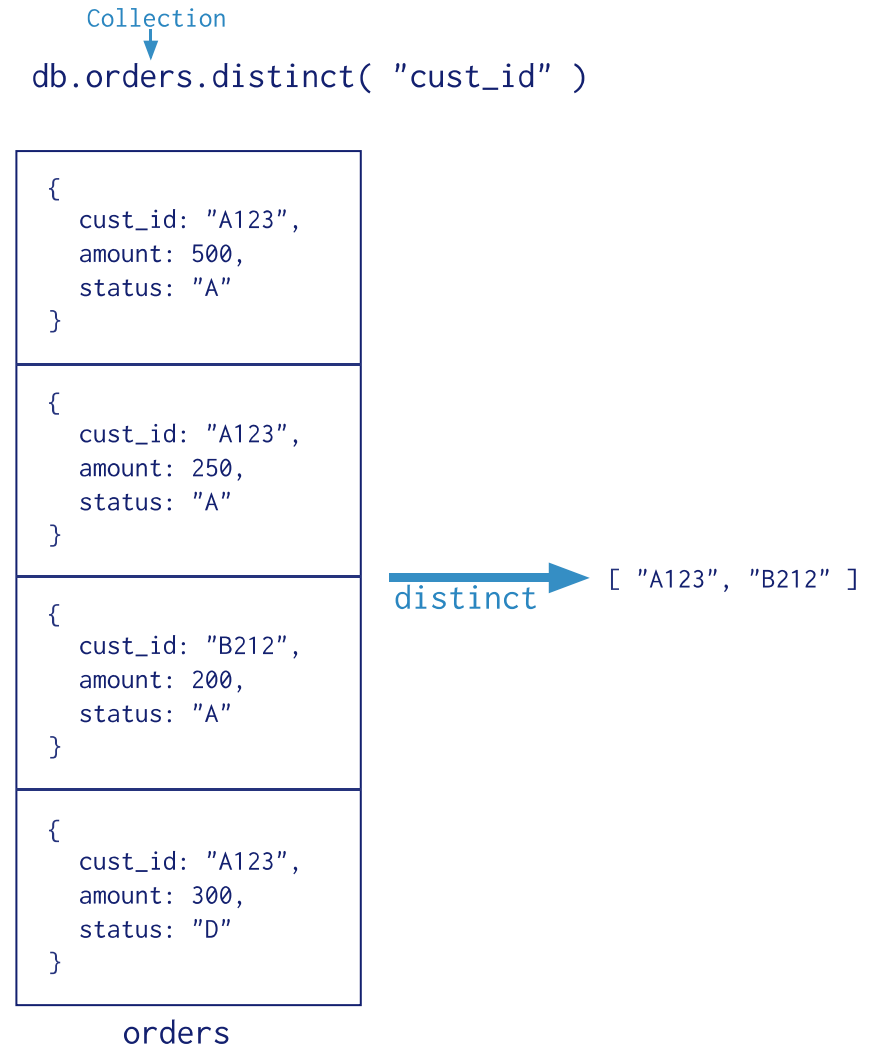 Collection
db.orders.distinct( "cust_id" )
{
cust_id: "A123",
amount: 500,
status: "A"
}
{
cust_id: "A123",
amount: 250,
status: "A"
}
{
cust_id: "B212",
amount: 200,
status: "A"
}
{
cust_id: "A123",
amount: 300,
status: "D"
}
orders
distinct
[ "A123", "B212" ]